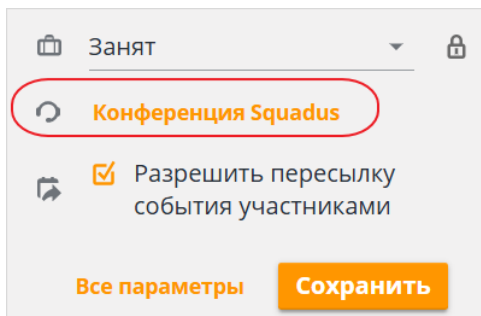 Занят
Конференция Squadus
Разрешить пересылку
события участниками
Все параметры Сохранить